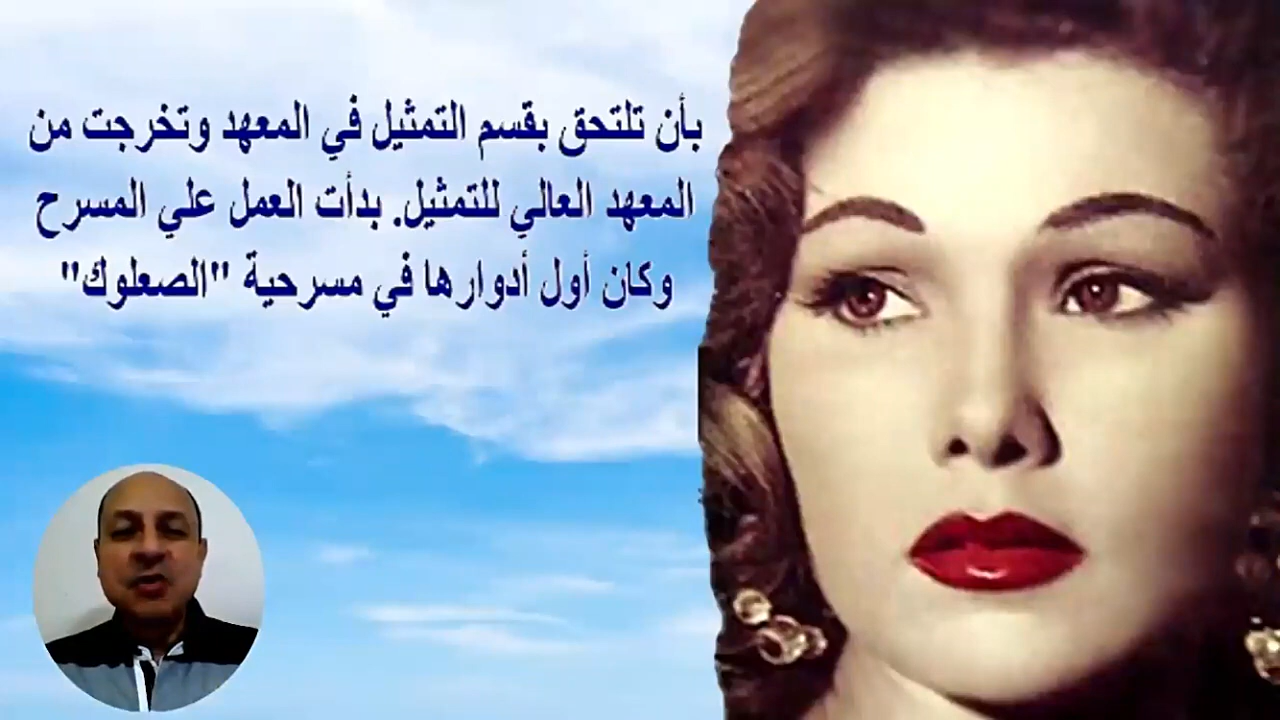 بأن تلتحق بقسم التمثيل في المعهد وتخرجت من
المعهد العالي للتمثيل. بدأت العمل علي المسرح
وكان أول أدوارها في مسرحية "الصعلوك"